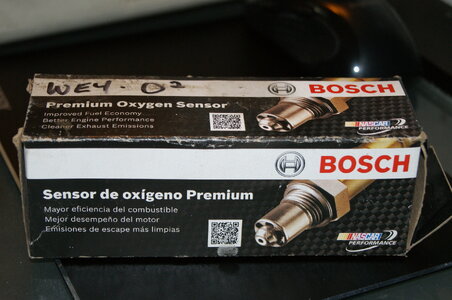 WE4-O2
BOSCH
Premium Oxygen Sensor
Improved Fuel Economy
Better Engine Performance
Cleaner Exhaust Emissions
NASCAR
PERFORMANCE
BOSCH
Sensor de oxígeno Premium
Mayor eficiencia del combustible
Mejor desempeño del motor
Emisiones de escape más limpias
NASCAR
PERFORMANCE